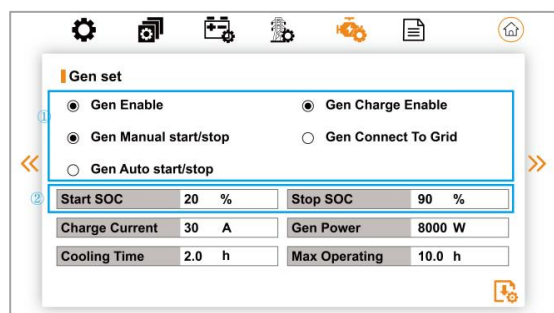 Gen set
①
Gen Enable Gen Charge Enable
Gen Manual start/stop Gen Connect To Grid
Gen Auto start/stop
②
Start SOC 20 % Stop SOC 90 %
Charge Current 30 A Gen Power 8000 W
Cooling Time 2.0 h Max Operating 10.0 h